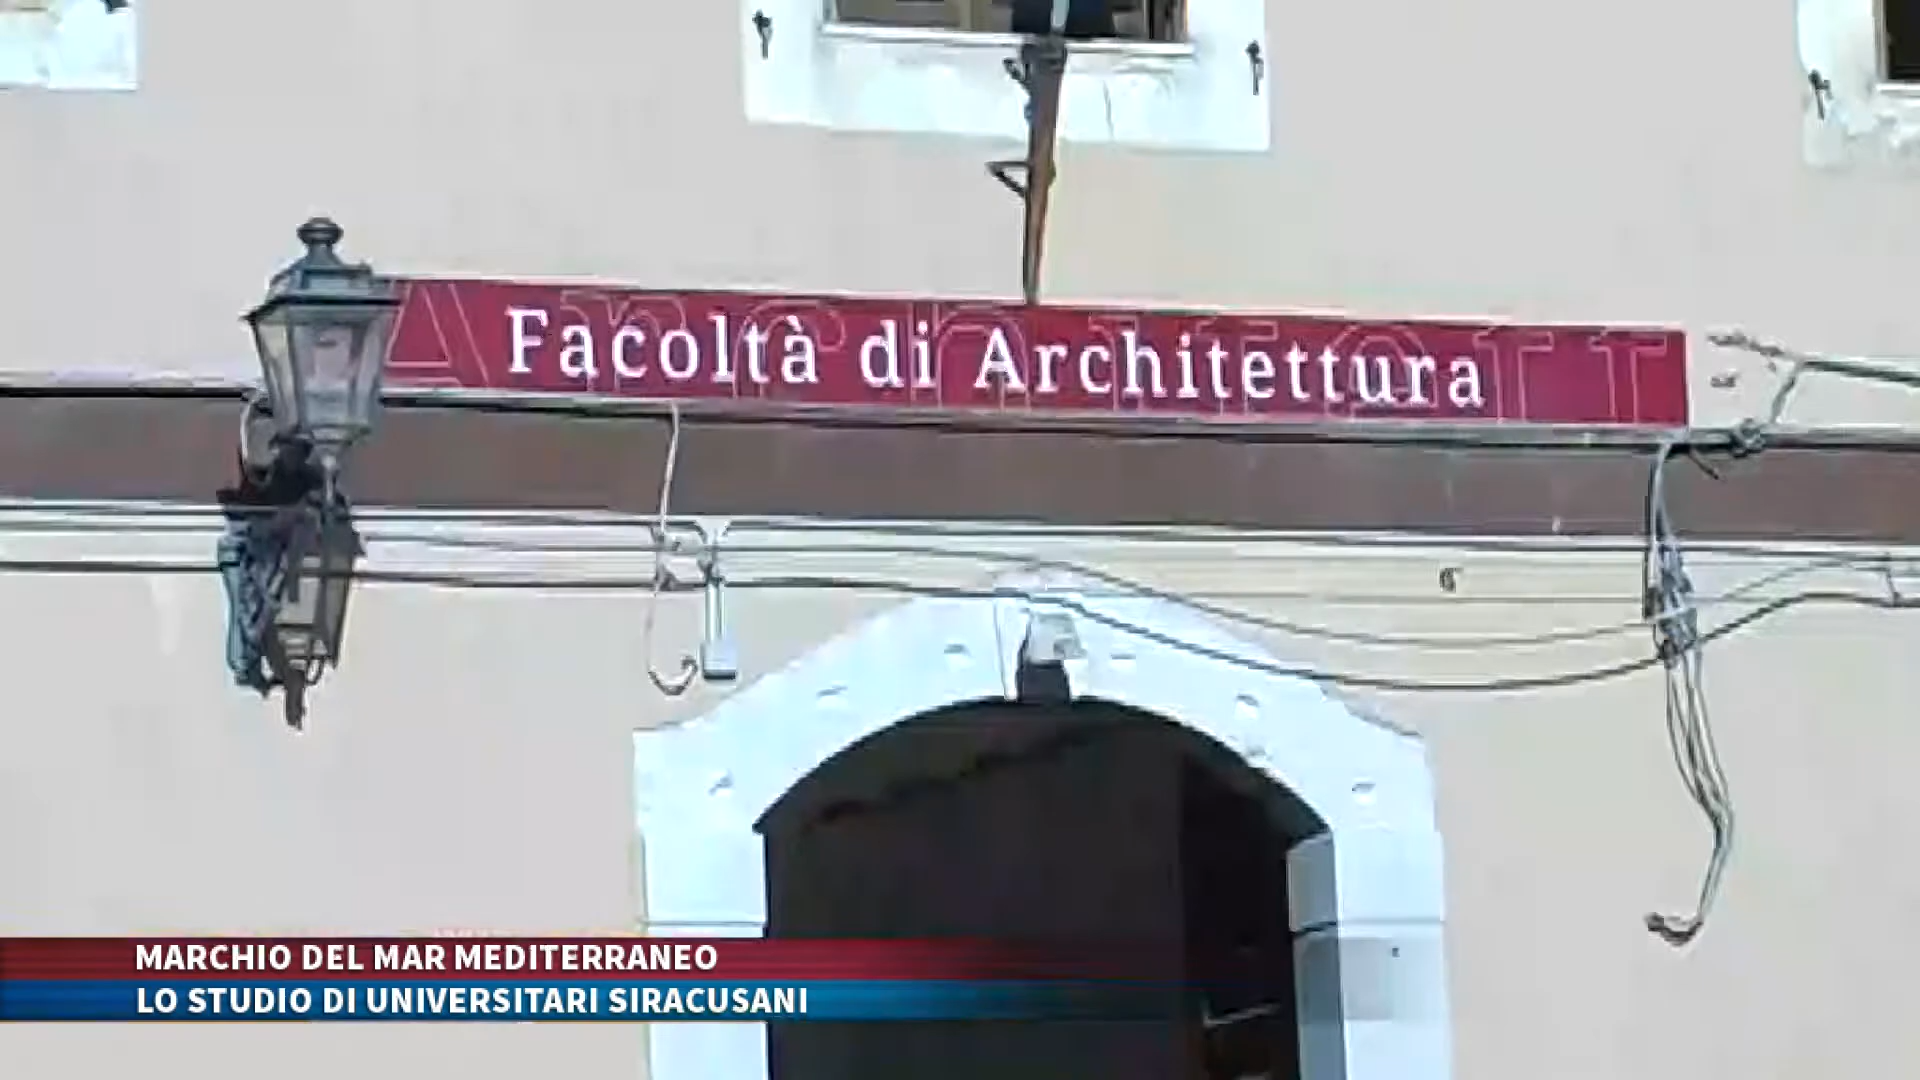 Facoltà di Architettura
MARCHIO DEL MAR MEDITERRANEO
LO STUDIO DI UNIVERSITARI SIRACUSANI